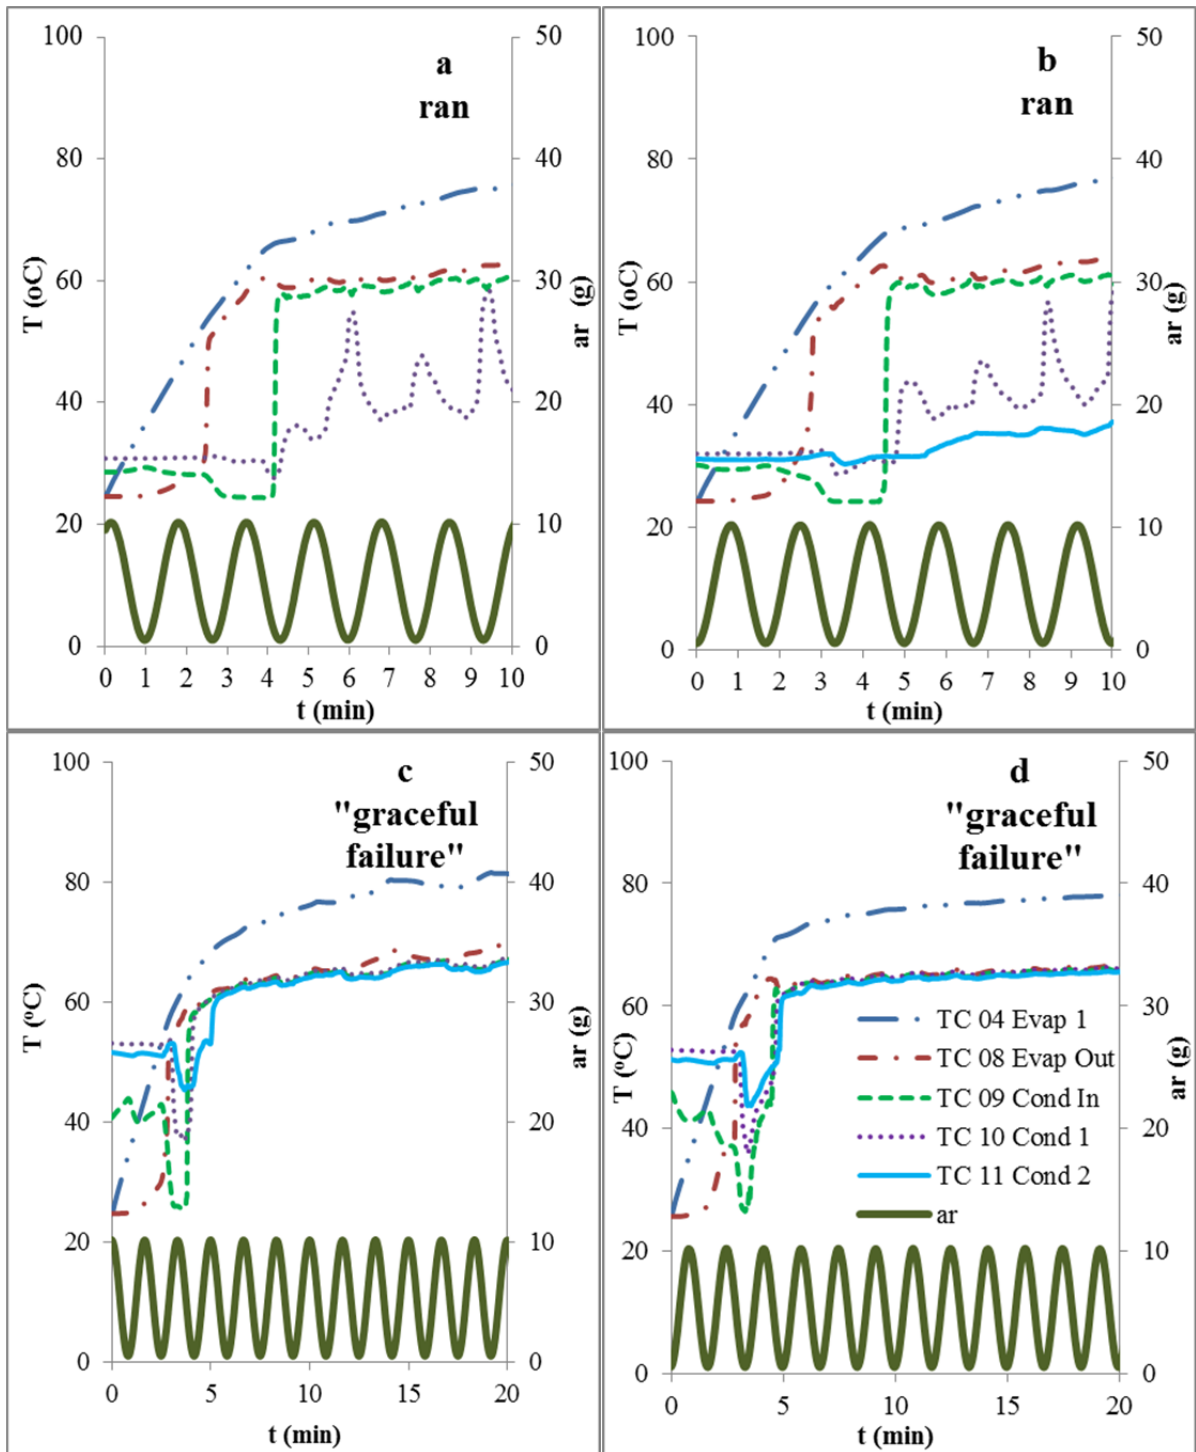 a
ran
100
80
60
40
20
0
T (oC)
50
40
30
20
10
0
ar (g)
0 1 2 3 4 5 6 7 8 9 10
t (min)
b
ran
100
80
60
40
20
0
T (oC)
50
40
30
20
10
0
ar (g)
0 1 2 3 4 5 6 7 8 9 10
t (min)
c
"graceful
failure"
100
80
60
40
20
0
T (ºC)
50
40
30
20
10
0
ar (g)
0 5 10 15 20
t (min)
d
"graceful
failure"
100
80
60
40
20
0
T (ºC)
50
40
30
20
10
0
ar (g)
TC 04 Evap 1
TC 08 Evap Out
TC 09 Cond In
TC 10 Cond 1
TC 11 Cond 2
ar
0 5 10 15 20
t (min)